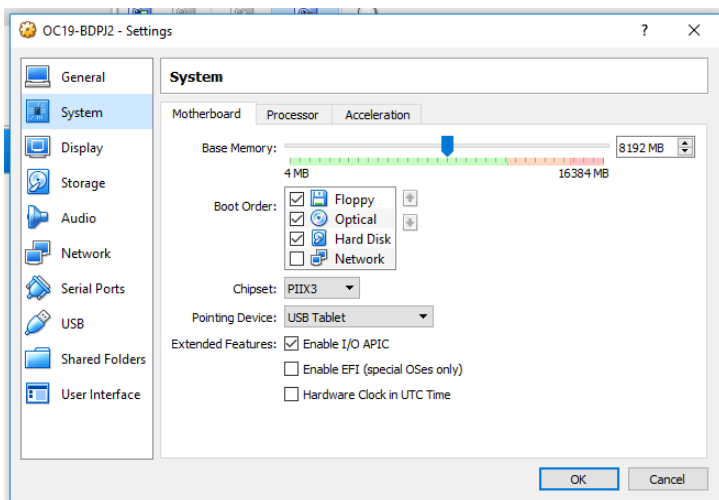 OC19-BDPJ2 - Settings
?
General
System
Display
Storage
Audio
Network
Serial Ports
USB
Shared Folders
User Interface
System
Motherboard Processor Acceleration
Base Memory: 8192 MB
4 MB 16384 MB
Boot Order: Floppy
Optical
Hard Disk
Network
Chipset: PIIX3
Pointing Device: USB Tablet
Extended Features: Enable I/O APIC
Enable EFI (special OSes only)
Hardware Clock in UTC Time
OK Cancel